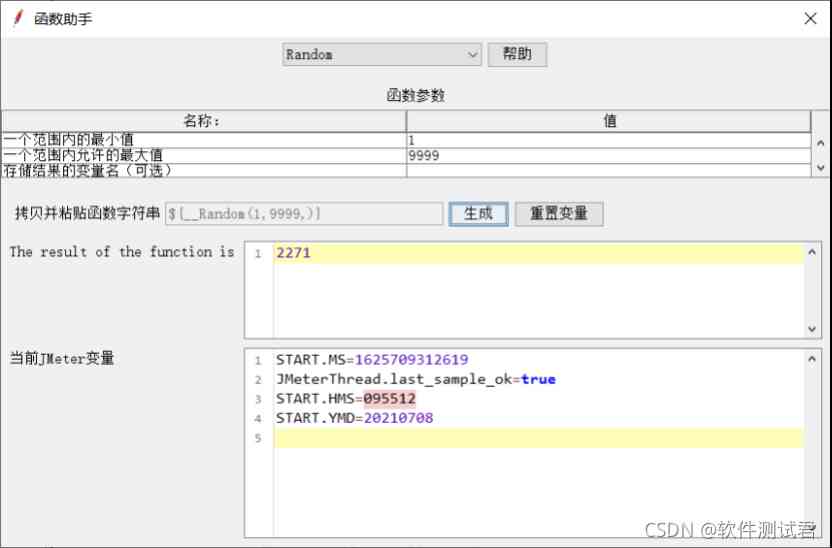 函数助手
Random 帮助
函数参数
名称: 值
一个范围内的最小值 1
一个范围内允许的最大值 9999
存储结果的变量名（可选）
拷贝并粘贴函数字符串 ${__Random(1,9999,)} 生成 重置变量
The result of the function is 1 2271
当前JMeter变量 1 START.MS=1625709312619
2 JMeterThread.last_sample_ok=true
3 START.HMS=095512
4 START.YMD=20210708
5
CSDN @软件测试君